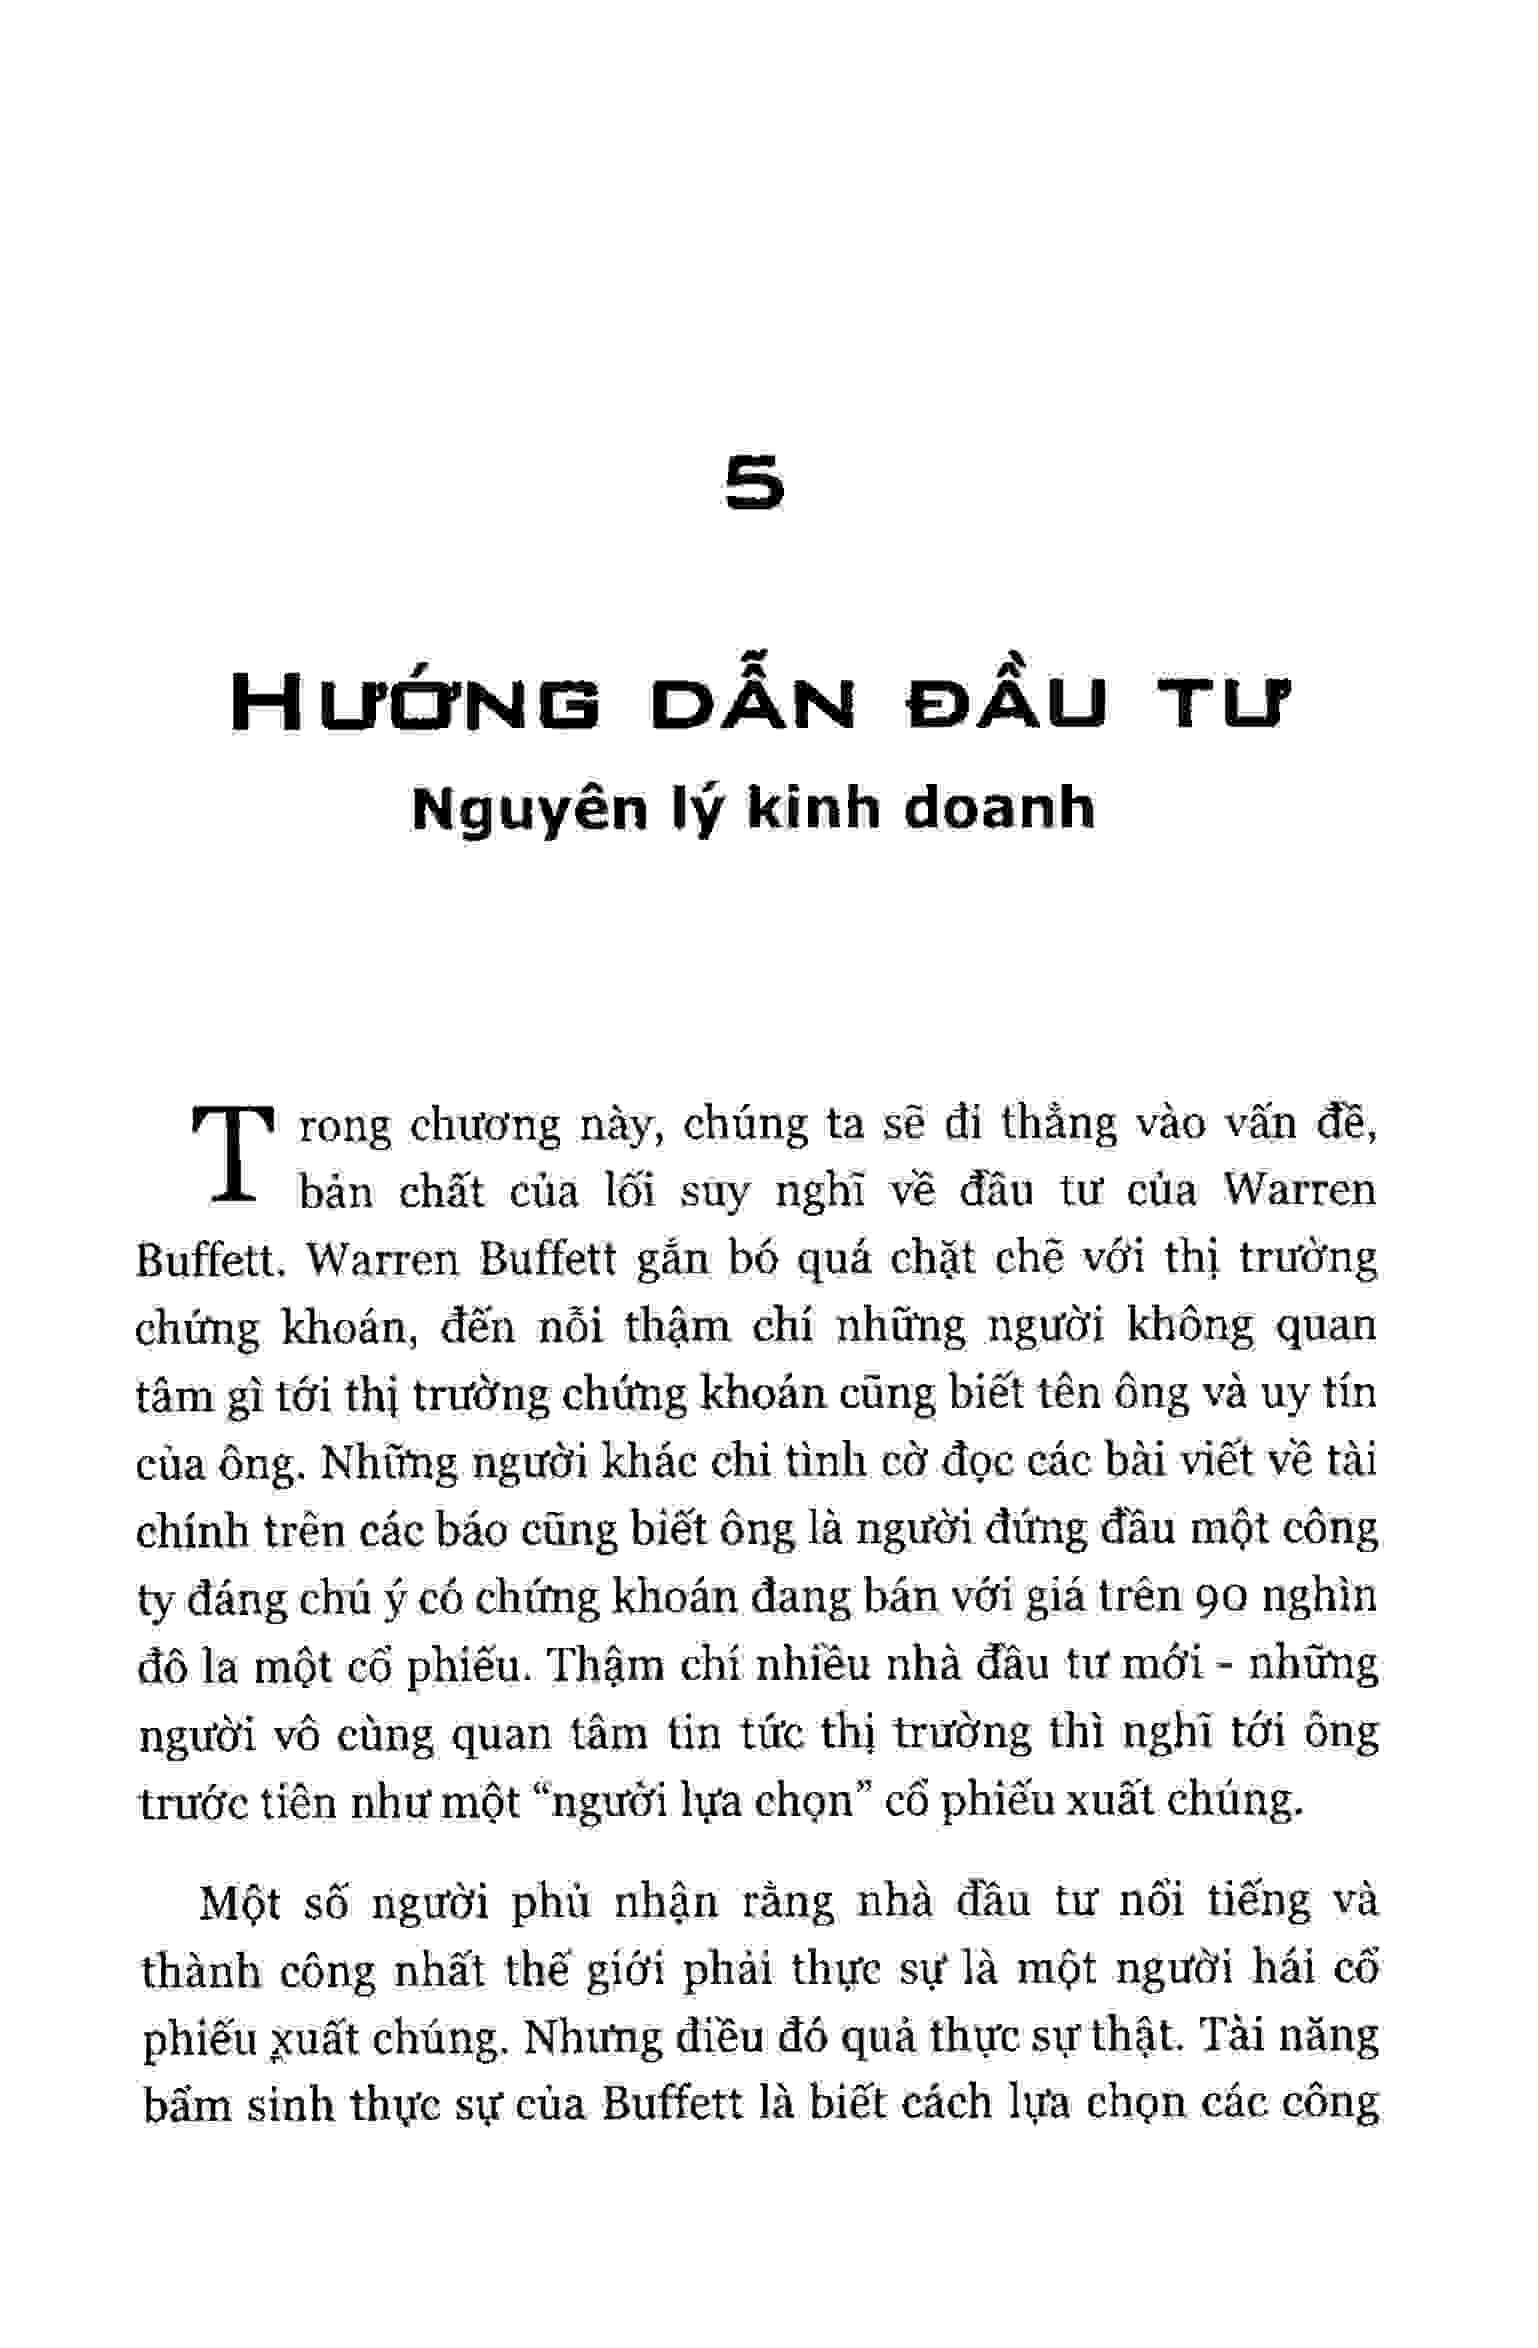 5
HƯỚNG DẪN ĐẦU TƯ
Nguyên lý kinh doanh
Trong chương này, chúng ta sẽ đi thẳng vào vấn đề,
bản chất của lối suy nghĩ về đầu tư của Warren
Buffett. Warren Buffett gắn bó quá chặt chẽ với thị trường
chứng khoán, đến nỗi thậm chí những người không quan
tâm gì tới thị trường chứng khoán cũng biết tên ông và uy tín
của ông. Những người khác chỉ tình cờ đọc các bài viết về tài
chính trên các báo cũng biết ông là người đứng đầu một công
ty đáng chú ý có chứng khoán đang bán với giá trên 90 nghìn
đô la một cổ phiếu. Thậm chí nhiều nhà đầu tư mới - những
người vô cùng quan tâm tin tức thị trường thì nghĩ tới ông
trước tiên như một “người lựa chọn” cổ phiếu xuất chúng.
Một số người phủ nhận rằng nhà đầu tư nổi tiếng và
thành công nhất thế giới phải thực sự là một người hái cổ
phiếu xuất chúng. Nhưng điều đó quả thực sự thật. Tài năng
bẩm sinh thực sự của Buffett là biết cách lựa chọn các công